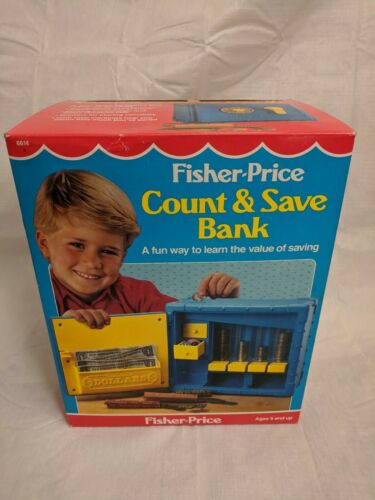 6614
Fisher-Price
Count & Save
Bank
A fun way to learn the value of saving
DOLLARS
Fisher-Price
Ages 5 and up